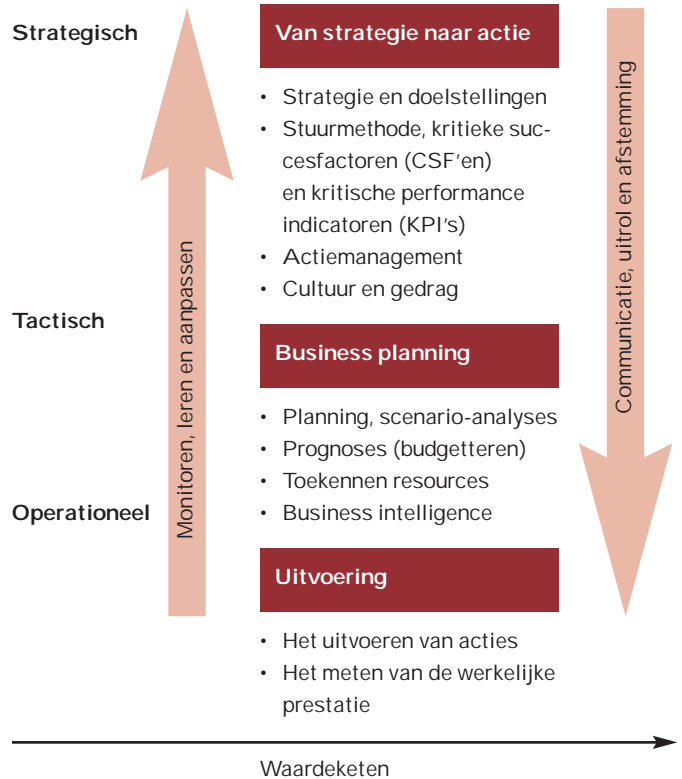 Strategisch
Van strategie naar actie
• Strategie en doelstellingen
• Stuurmethode, kritieke suc-
cesfactoren (CSF'en)
en kritische performance
indicatoren (KPI's)
• Actiemanagement
• Cultuur en gedrag
Tactisch
Business planning
• Planning, scenario-analyses
• Prognoses (budgetteren)
• Toekennen resources
• Business intelligence
Operationeel
Uitvoering
• Het uitvoeren van acties
• Het meten van de werkelijke
prestatie
Monitoren, leren en aanpassen
Communicatie, uitrol en afstemming
Waardeketen